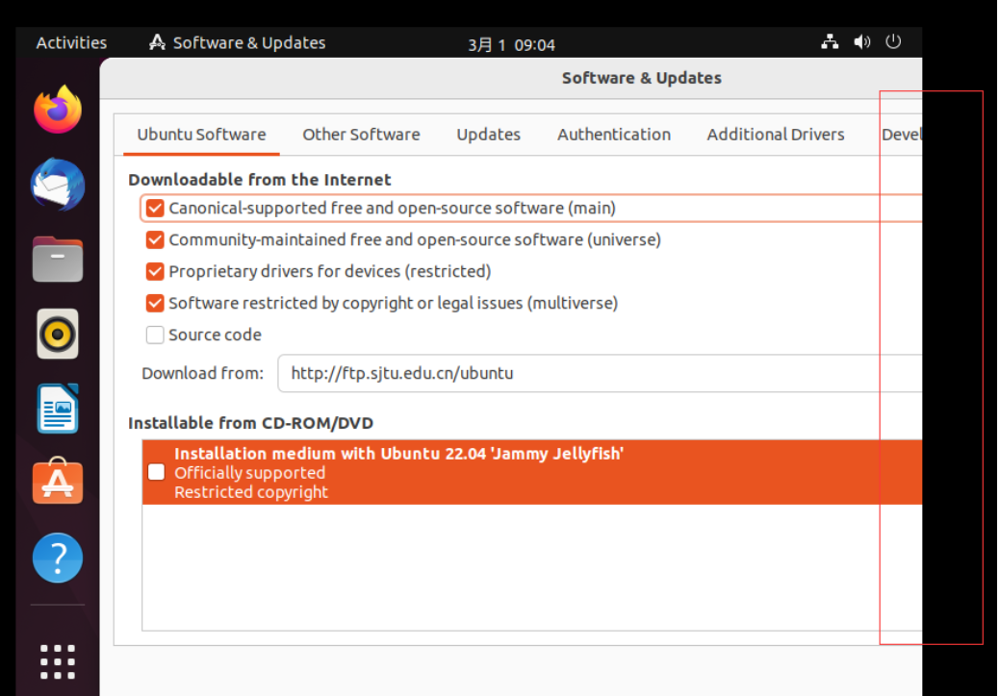 Activities Software & Updates 3月 1 09:04
Software & Updates
Ubuntu Software Other Software Updates Authentication Additional Drivers Devel
Downloadable from the Internet
Canonical-supported free and open-source software (main)
Community-maintained free and open-source software (universe)
Proprietary drivers for devices (restricted)
Software restricted by copyright or legal issues (multiverse)
Source code
Download from: http://ftp.sjtu.edu.cn/ubuntu
Installable from CD-ROM/DVD
Installation medium with Ubuntu 22.04 'Jammy Jellyfish'
Officially supported
Restricted copyright